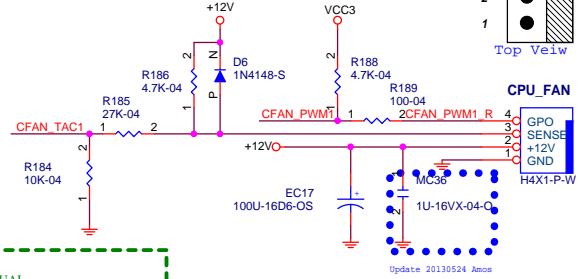 +12V
VCC3
2
1
Top Veiw
2
R186
4.7K-04
1
N
P
D6
1N4148-S
2
R188
4.7K-04
1
CPU_FAN
R189
100-04
CFAN_PWM1
1
2
CFAN_PWM1_R
4
3
2
1
GPO
SENSE
+12V
GND
H4X1-P-W
R185
27K-04
CFAN_TAC1
1
2
+12V
2
R184
10K-04
1
EC17
100U-16D6-OS
+
1
MC36
1U-16VX-04-O
2
Update 20130524 Amos